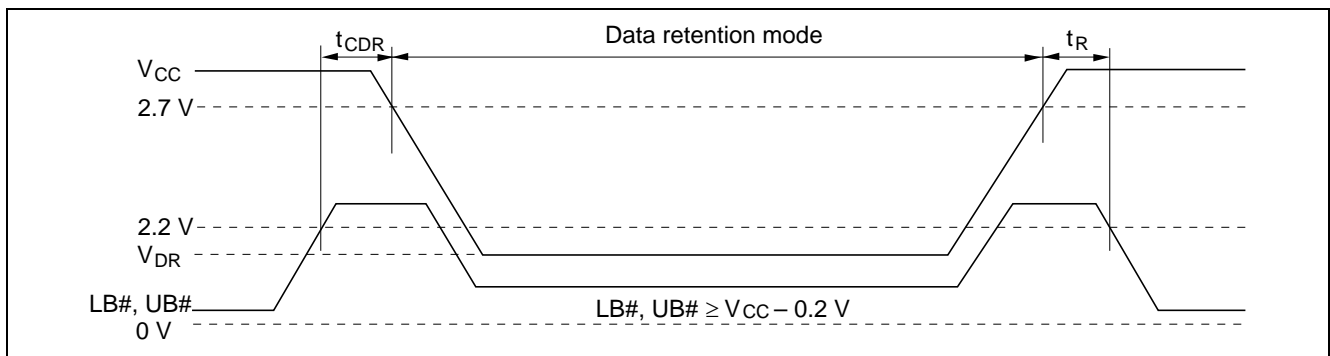 tCDR Data retention mode tR
VCC
2.7 V
2.2 V
VDR
LB#, UB#
LB#, UB# ≥ VCC – 0.2 V
0 V